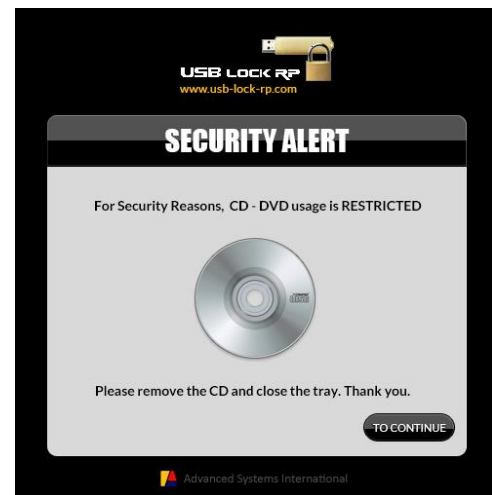 USB LOCK RP
www.usb-lock-rp.com
SECURITY ALERT
For Security Reasons, CD - DVD usage is RESTRICTED
Please remove the CD and close the tray. Thank you.
TO CONTINUE
Advanced Systems International